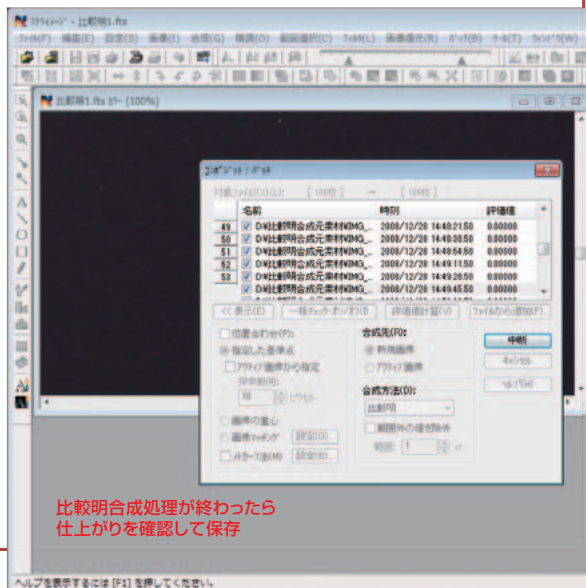 ステライメージ - 比較明1.fts
ファイル(F) 編集(E) 設定(S) 画像(I) 合成(G) 階調(O) 範囲選択(C) フィルタ(L) 画像復元(R) バッチ(B) ツール(T) ウィンドウ(W)
比較明1.fts カラー (100%)
コンポジット : バッチ
対象ファイルリスト(L):
名前 時刻 評価値
49 D:¥比較明合成元素材¥IMG_... 2008/12/28 14:48:21.50 0.00000
50 D:¥比較明合成元素材¥IMG_... 2008/12/28 14:48:38.50 0.00000
51 D:¥比較明合成元素材¥IMG_... 2008/12/28 14:48:54.50 0.00000
52 D:¥比較明合成元素材¥IMG_... 2008/12/28 14:49:11.50 0.00000
53 D:¥比較明合成元素材¥IMG_... 2008/12/28 14:49:28.50 0.00000
D:¥比較明合成元素材¥IMG_... 2008/12/28 14:49:45.50 0.00000
<< 表示(E) 一括チェック・オン/オフ(D) 評価値計算(V) ファイルから追加(F)...
位置合わせ(P):
指定した基準点
アクティブ画像から指定
探索範囲:
10 ピクセル
画像の重心
画像マッチング 設定(G)...
メトカーフ法(M) 設定(B)...
合成先(R):
新規画像
アクティブ画像
合成方法(D):
比較明
範囲外の値を除外
範囲: 1 σ
中断
キャンセル
ヘルプ(H)
比較明合成処理が終わったら
仕上がりを確認して保存
ヘルプを表示するには [F1] を押してください。